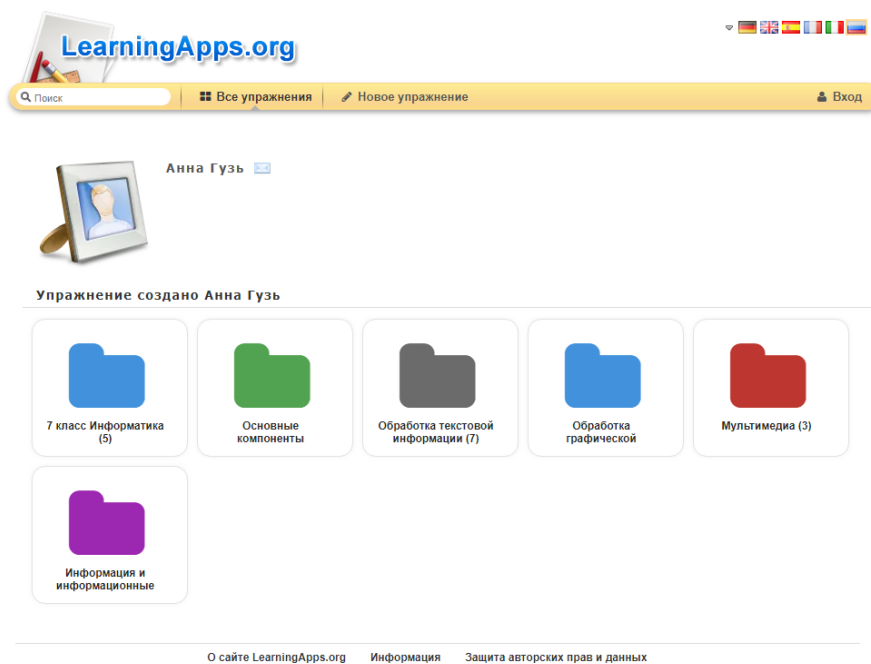 LearningApps.org
Поиск
Все упражнения
Новое упражнение
Вход
Анна Гузь
Упражнение создано Анна Гузь
7 класс Информатика
(5)
Основные
компоненты
Обработка текстовой
информации (7)
Обработка
графической
Мультимедиа (3)
Информация и
информационные
О сайте LearningApps.org
Информация
Защита авторских прав и данных